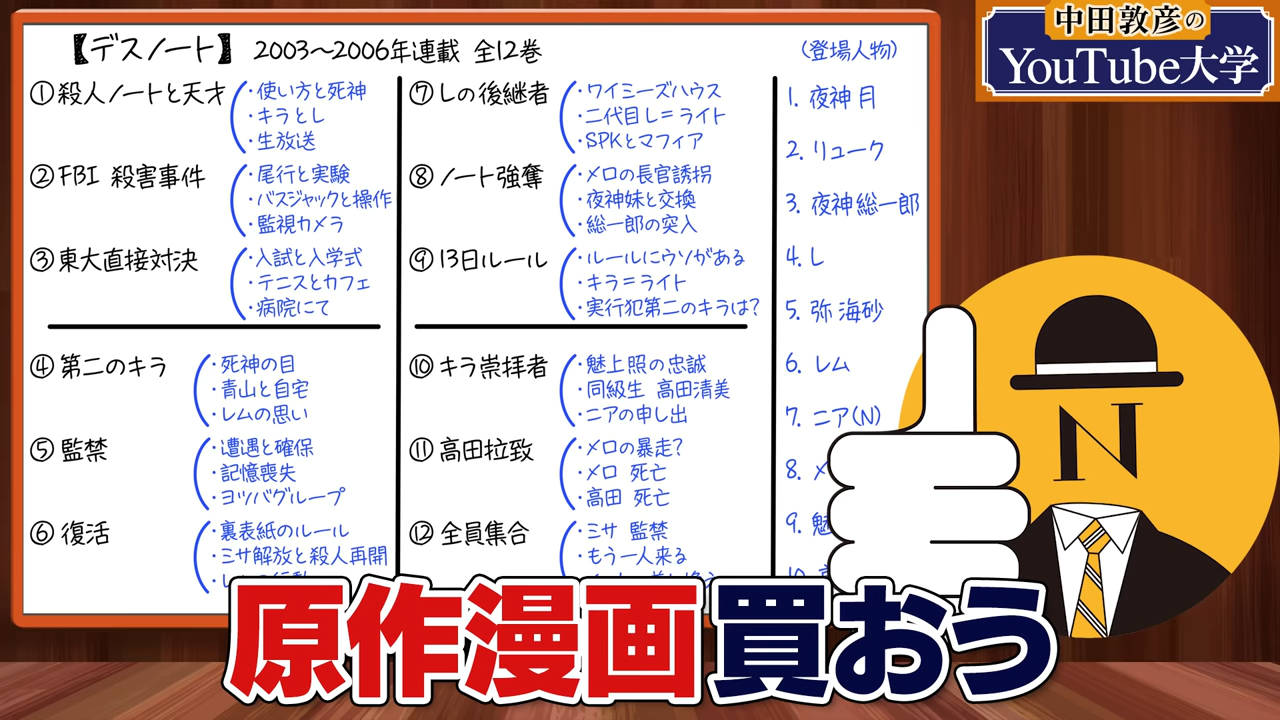 【デスノート】 2003〜2006年連載 全12巻
(登場人物)
中田敦彦の
YouTube大学
①殺人ノートと天才
・使い方と死神
・キラとL
・生放送
②FBI 殺害事件
・尾行と実験
・バスジャックと操作
・監視カメラ
③東大直接対決
・入試と入学式
・テニスとカフェ
・病院にて
④第二のキラ
・死神の目
・青山と自宅
・レムの思い
⑤監禁
・遭遇と確保
・記憶喪失
・ヨツバグループ
⑥復活
・裏表紙のルール
・ミサ解放と殺人再開
⑦Lの後継者
・ワイミーズハウス
・二代目L=ライト
・SPKとマフィア
⑧ノート強奪
・メロの長官誘拐
・夜神妹と交換
・総一郎の突入
⑨13日ルール
・ルールにウソがある
・キラ=ライト
・実行犯第二のキラは?
⑩キラ崇拝者
・魅上照の忠誠
・同級生 高田清美
・ニアの申し出
⑪高田拉致
・メロの暴走?
・メロ 死亡
・高田 死亡
⑫全員集合
・ミサ 監禁
・もう一人来る
1. 夜神月
2. リューク
3. 夜神総一郎
4. L
5. 弥海砂
6. レム
7. ニア(N)
8. メ
9. 魅
10.
N
原作漫画買おう